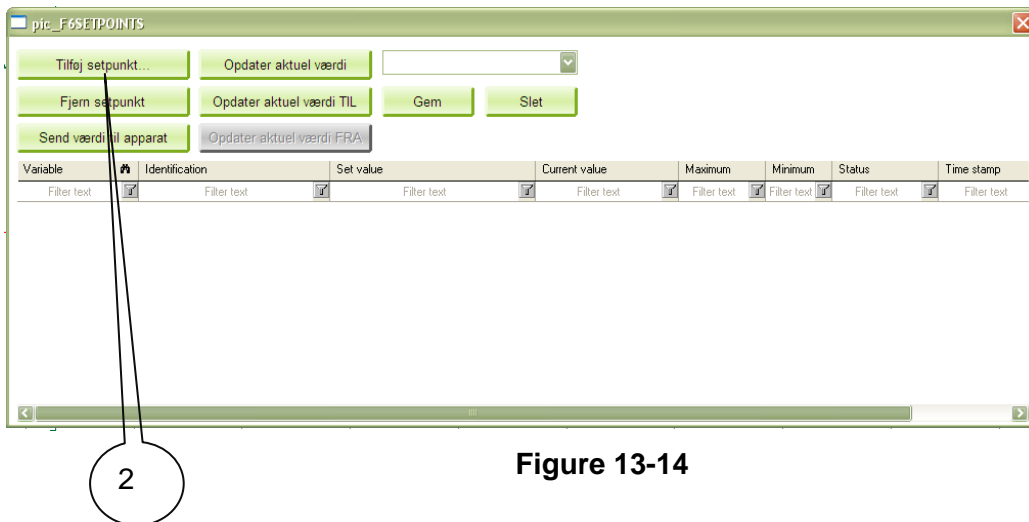 pic_F6SETPOINTS
Tilføj setpunkt... Opdater aktuel værdi
Fjern setpunkt Opdater aktuel værdi TIL Gem Slet
Send værdi til apparat Opdater aktuel værdi FRA
Variable Identification Set value Current value Maximum Minimum Status Time stamp
Filter text Filter text Filter text Filter text Filter text Filter text Filter text Filter text
2
Figure 13-14